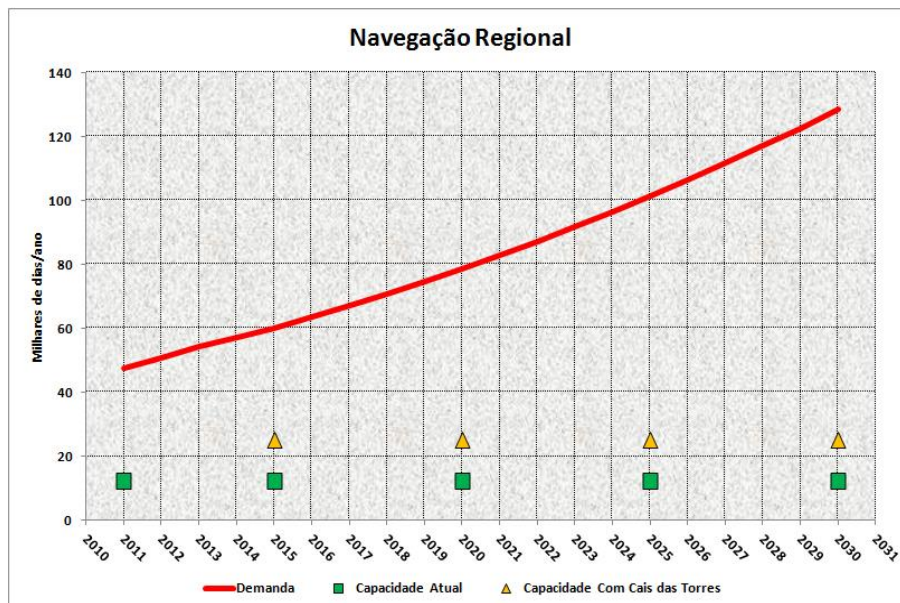 Navegação Regional
140
120
100
80
60
40
20
0
Milhares de dias/ano
2010 2011 2012 2013 2014 2015 2016 2017 2018 2019 2020 2021 2022 2023 2024 2025 2026 2027 2028 2029 2030 2031
Demanda Capacidade Atual Capacidade Com Cais das Torres